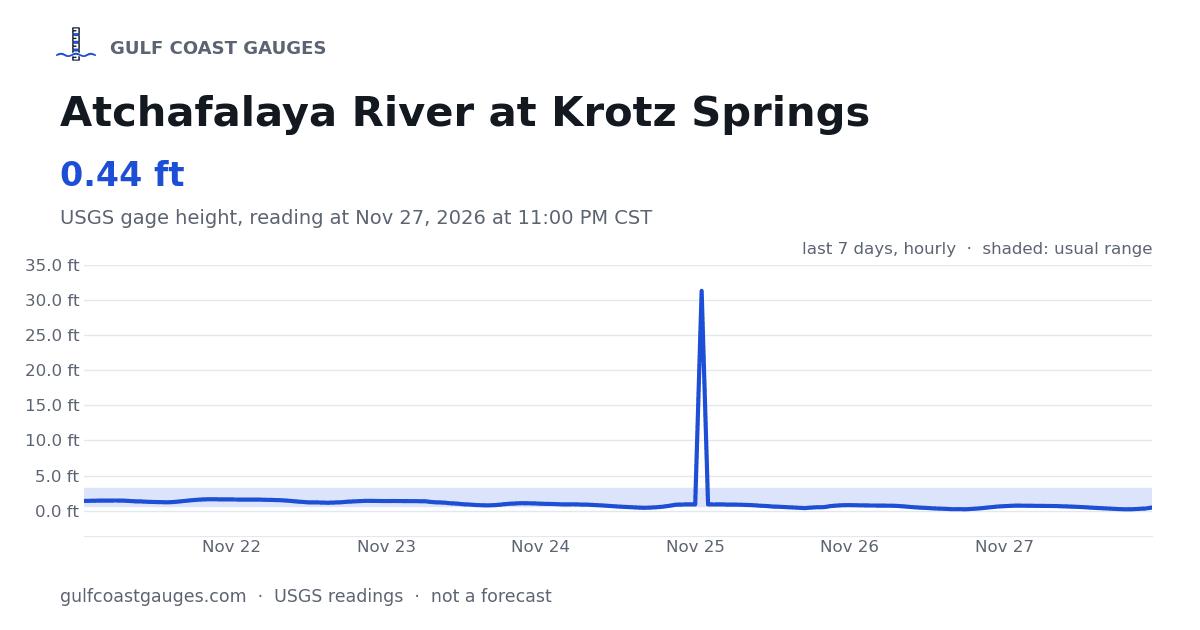 GULF COAST GAUGES
Atchafalaya River at Krotz Springs
0.44 ft
USGS gage height, reading at Nov 27, 2026 at 11:00 PM CST
last 7 days, hourly · shaded: usual range
35.0 ft
30.0 ft
25.0 ft
20.0 ft
15.0 ft
10.0 ft
5.0 ft
0.0 ft
Nov 22 Nov 23 Nov 24 Nov 25 Nov 26 Nov 27
gulfcoastgauges.com · USGS readings · not a forecast